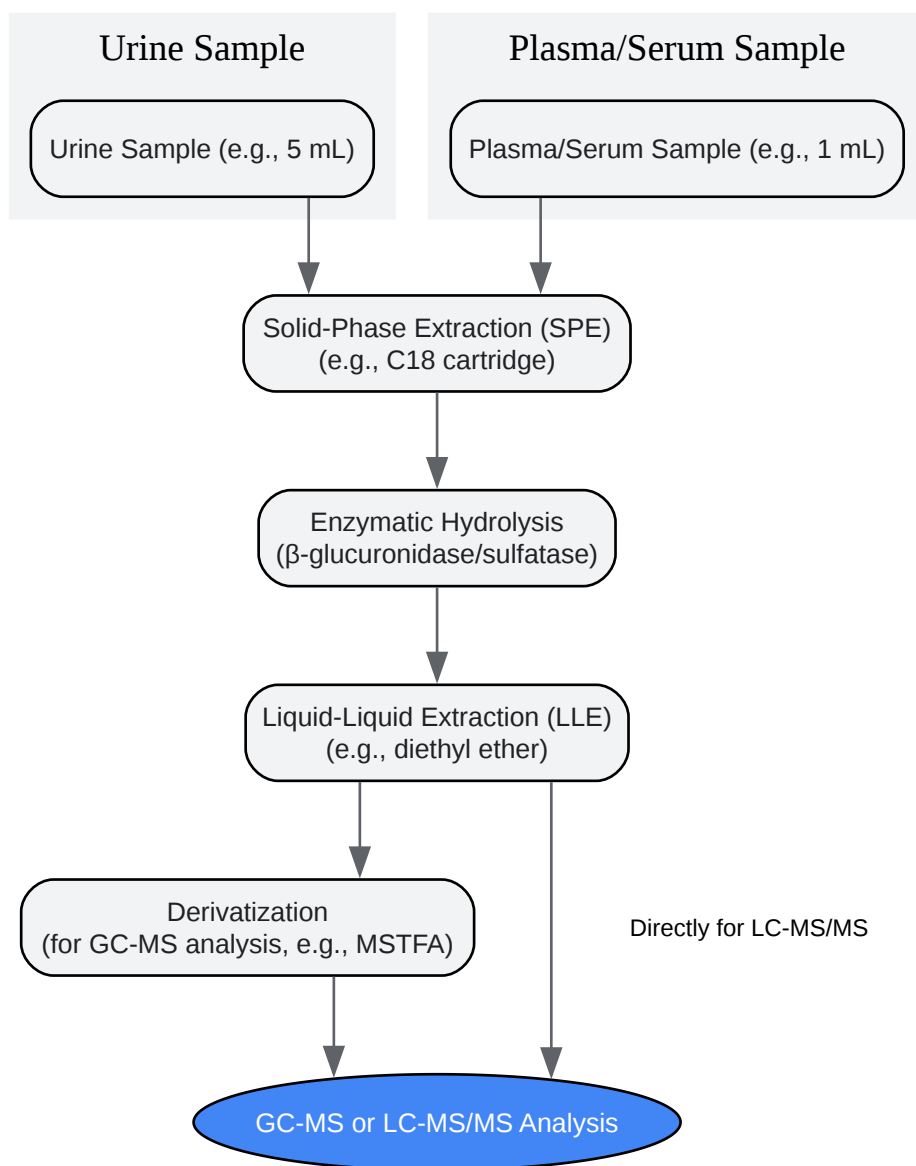 Urine Sample
Plasma/Serum Sample
Urine Sample (e.g., 5 mL)
Plasma/Serum Sample (e.g., 1 mL)
Solid-Phase Extraction (SPE)
(e.g., C18 cartridge)
Enzymatic Hydrolysis
(β-glucuronidase/sulfatase)
Liquid-Liquid Extraction (LLE)
(e.g., diethyl ether)
Derivatization
(for GC-MS analysis, e.g., MSTFA)
Directly for LC-MS/MS
GC-MS or LC-MS/MS Analysis